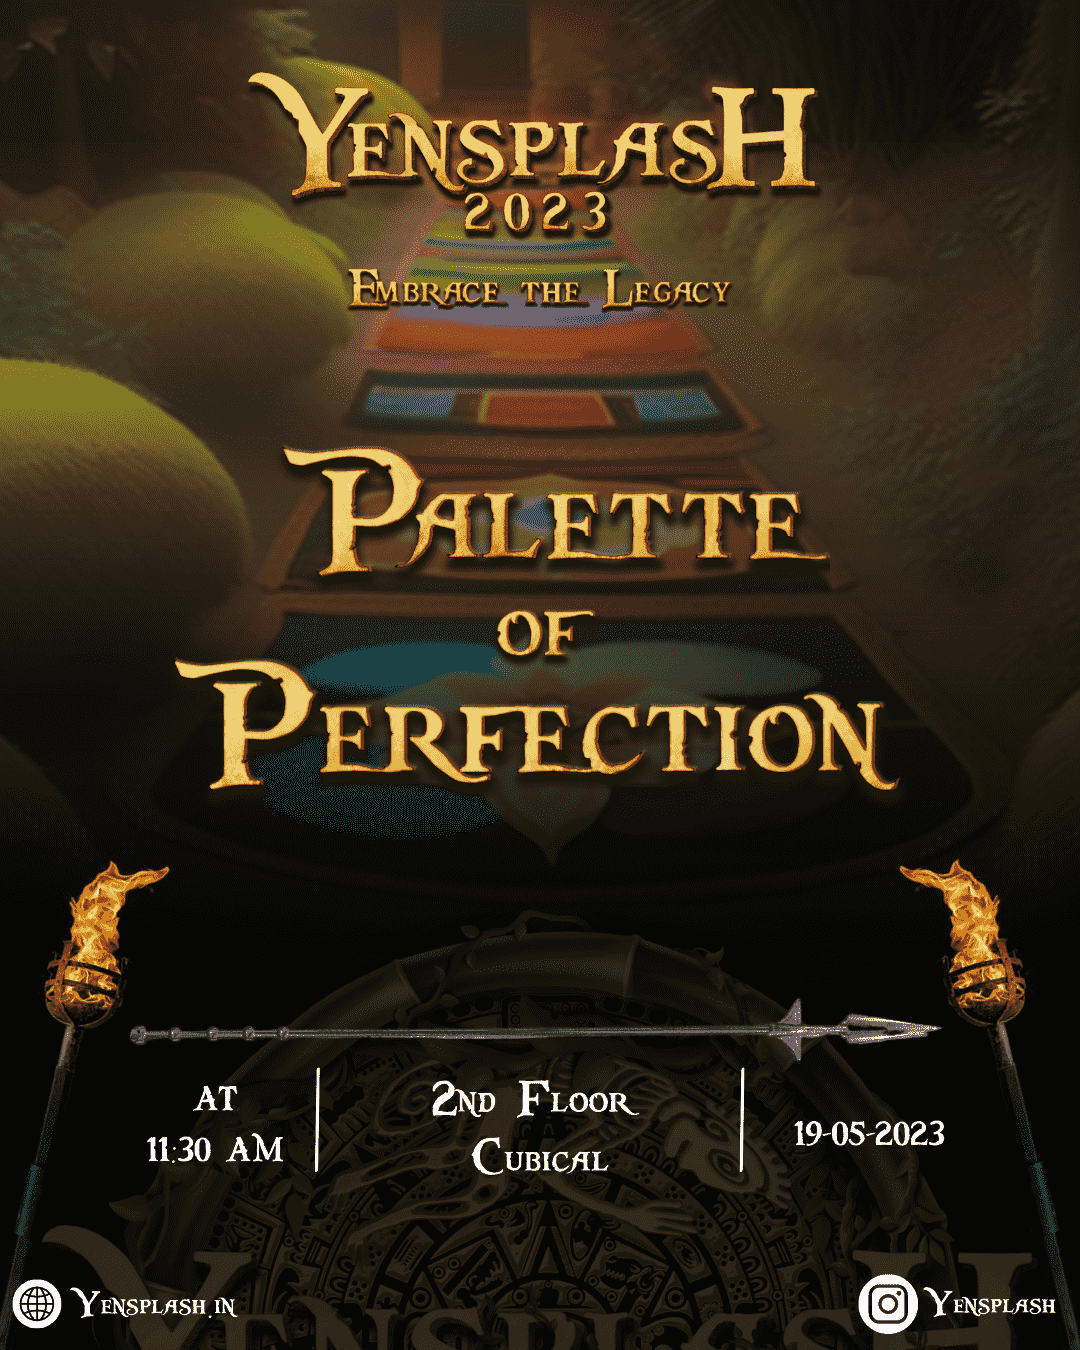 Yensplash
2023
Embrace the Legacy
Palette
of
Perfection
AT
11:30 AM
2nd Floor
Cubical
19-05-2023
Yensplash.in
Yensplash
Yensplash